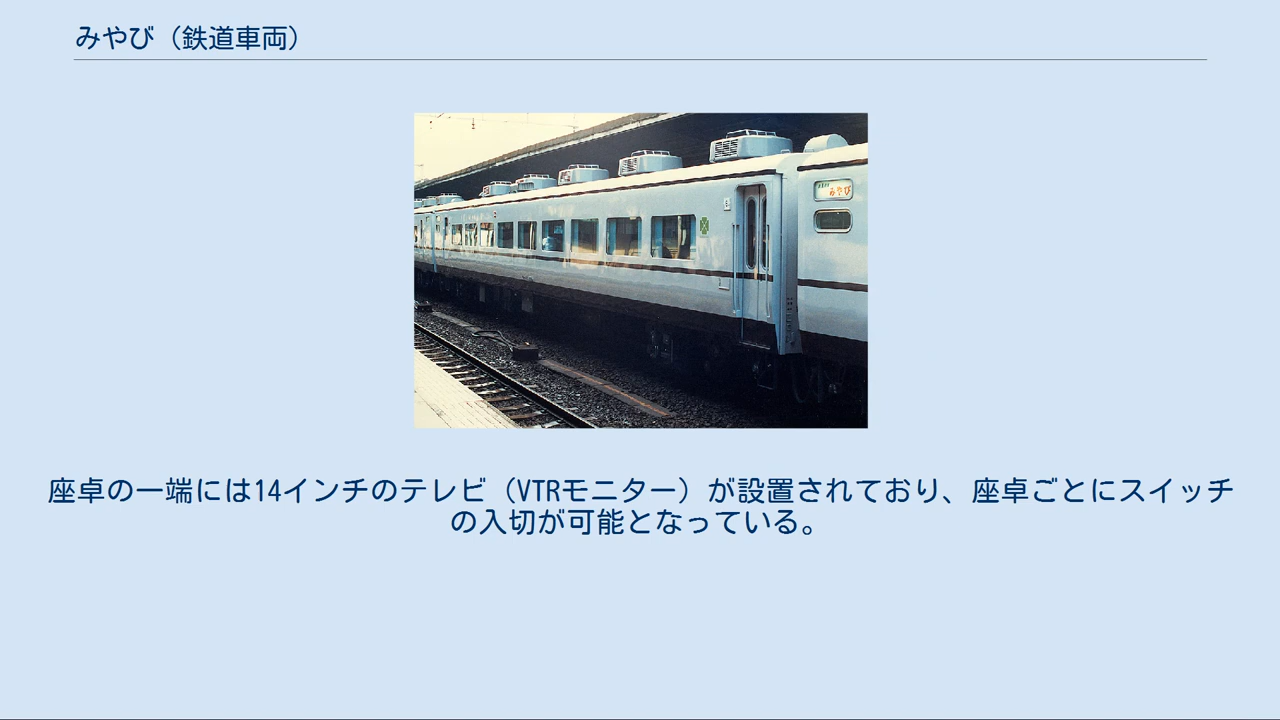 みやび（鉄道車両）
みやび
座卓の一端には14インチのテレビ（VTRモニター）が設置されており、座卓ごとにスイッチ
の入切が可能となっている。